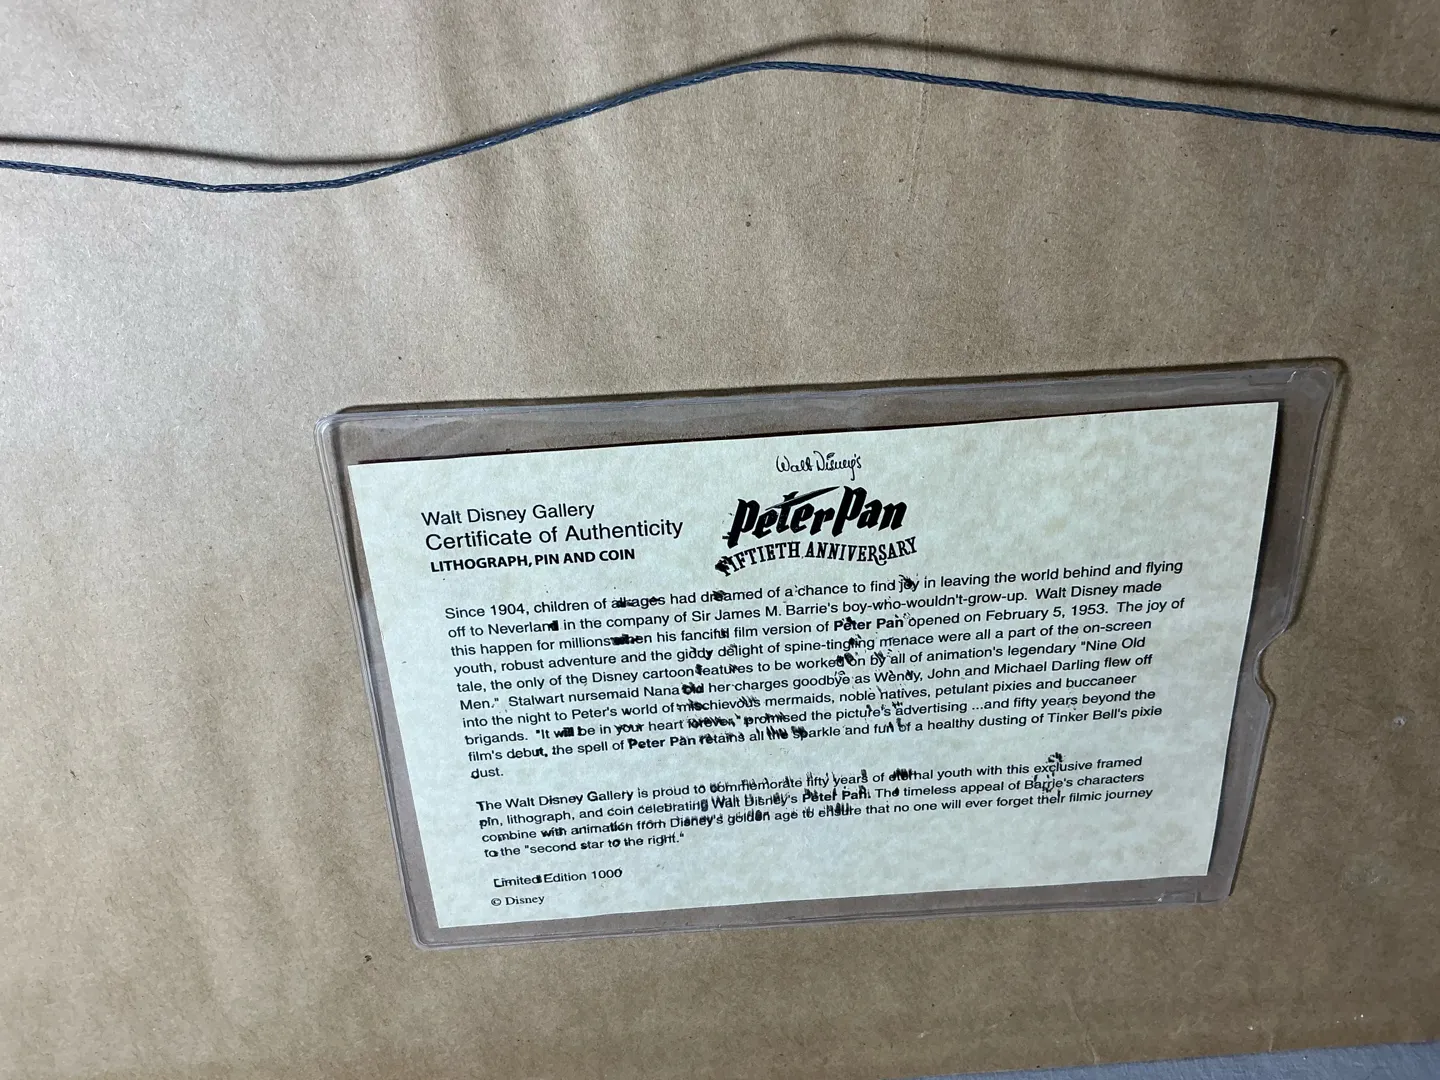 Walt Disney's
Peter Pan
FIFTIETH ANNIVERSARY
Walt Disney Gallery
Certificate of Authenticity
LITHOGRAPH, PIN AND COIN
Since 1904, children of all ages had dreamed of a chance to find joy in leaving the world behind and flying
off to Neverland in the company of Sir James M. Barrie's boy-who-wouldn't-grow-up. Walt Disney made
this happen for millions when his fanciful film version of Peter Pan opened on February 5, 1953. The joy of
youth, robust adventure and the giddy delight of spine-tingling menace were all a part of the on-screen
tale, the only of the Disney cartoon features to be worked on by all of animation's legendary "Nine Old
Men." Stalwart nursemaid Nana bid her charges goodbye as Wendy, John and Michael Darling flew off
into the night to Peter's world of mischievous mermaids, noble natives, petulant pixies and buccaneer
brigands. "It will be in your heart forever," promised the picture's advertising ...and fifty years beyond the
film's debut, the spell of Peter Pan retains all the sparkle and fun of a healthy dusting of Tinker Bell's pixie
dust.
The Walt Disney Gallery is proud to commemorate fifty years of eternal youth with this exclusive framed
pin, lithograph, and coin celebrating Walt Disney's Peter Pan. The timeless appeal of Barrie's characters
combine with animation from Disney's golden age to ensure that no one will ever forget their filmic journey
to the "second star to the right."
Limited Edition 1000
© Disney